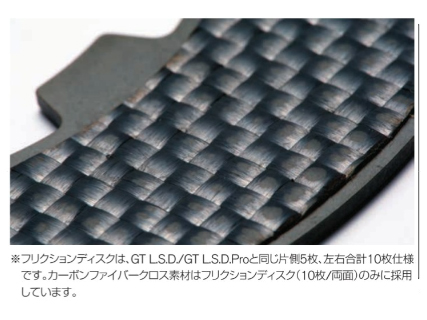 ※フリクションディスクは、GT L.S.D./GT L.S.D.Proと同じ片側5枚、左右合計10枚仕様
です。カーボンファイバークロス素材はフリクションディスク（10枚/両面）のみに採用
しています。